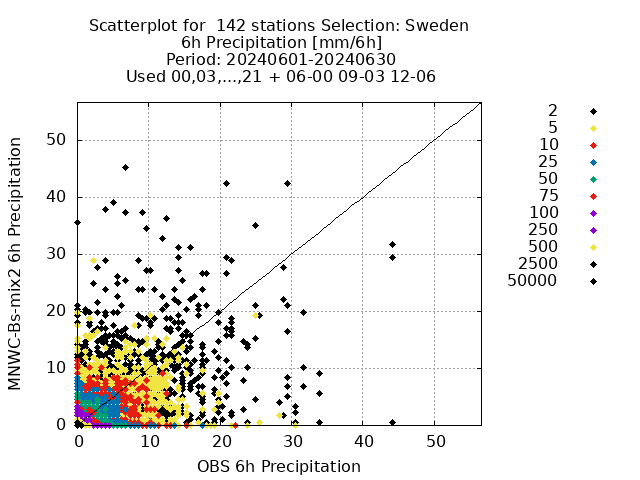 Scatterplot for  142 stations Selection: Sweden
6h Precipitation [mm/6h]
Period: 20240601-20240630
Used 00,03,...,21 + 06-00 09-03 12-06
2
5
10
25
50
75
100
250
500
2500
50000
MNWC-Bs-mix2 6h Precipitation
50
40
30
20
10
0
0 10 20 30 40 50
OBS 6h Precipitation